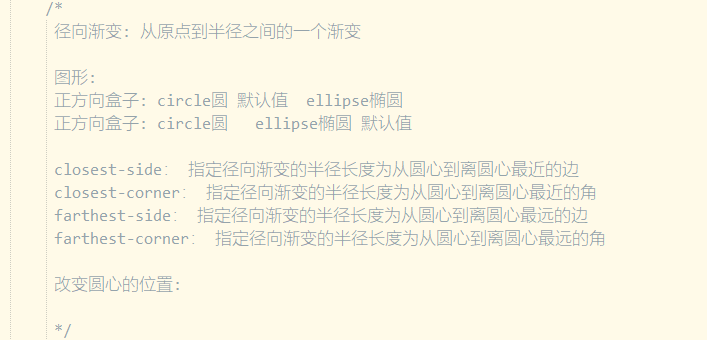 /*
径向渐变: 从原点到半径之间的一个渐变
图形:
正方向盒子: circle圆 默认值 ellipse椭圆
正方向盒子: circle圆 ellipse椭圆 默认值
closest-side: 指定径向渐变的半径长度为从圆心到离圆心最近的边
closest-corner: 指定径向渐变的半径长度为从圆心到离圆心最近的角
farthest-side: 指定径向渐变的半径长度为从圆心到离圆心最远的边
farthest-corner: 指定径向渐变的半径长度为从圆心到离圆心最远的角
改变圆心的位置:
*/